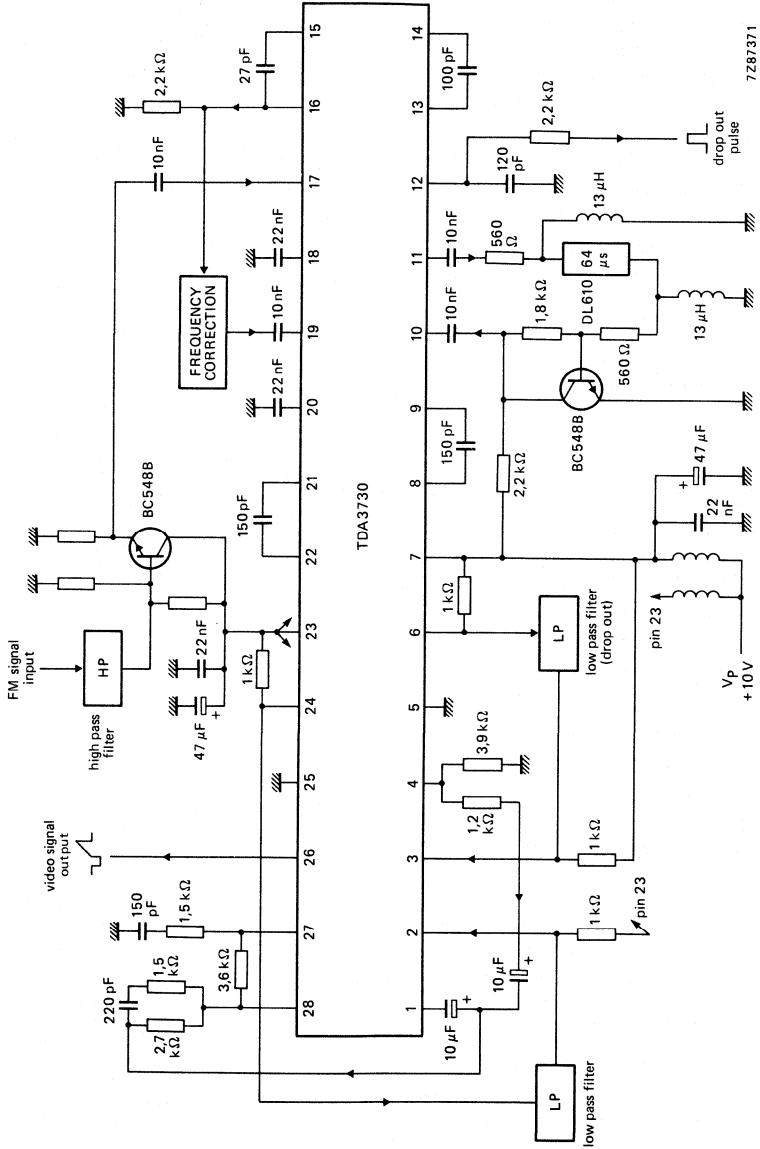 FM signal
input
HP
high pass
filter
47 µF
+
22 nF
1 kΩ
BC548B
10 nF
2,2 kΩ
27 pF
FREQUENCY
CORRECTION
22 nF
10 nF
22 nF
150 pF
video signal
output
150
pF
1,5 kΩ
3,6 kΩ
220 pF
1,5
kΩ
2,7
kΩ
28
27
26
25
24
23
22
21
20
19
18
17
16
15
TDA3730
1
2
3
4
5
6
7
8
9
10
11
12
13
14
10 µF
+
10 µF
+
1,2
kΩ
3,9 kΩ
1 kΩ
pin 23
1 kΩ
LP
low pass filter
LP
low pass filter
(drop out)
1 kΩ
2,2 kΩ
150 pF
pin 23
VP
+ 10 V
22
nF
+
47 µF
BC548B
10 nF
1,8 kΩ
560 Ω
10 nF
560
Ω
64
µs
DL610
13 µH
13 µH
120
pF
2,2 kΩ
drop out
pulse
100 pF
7Z87371